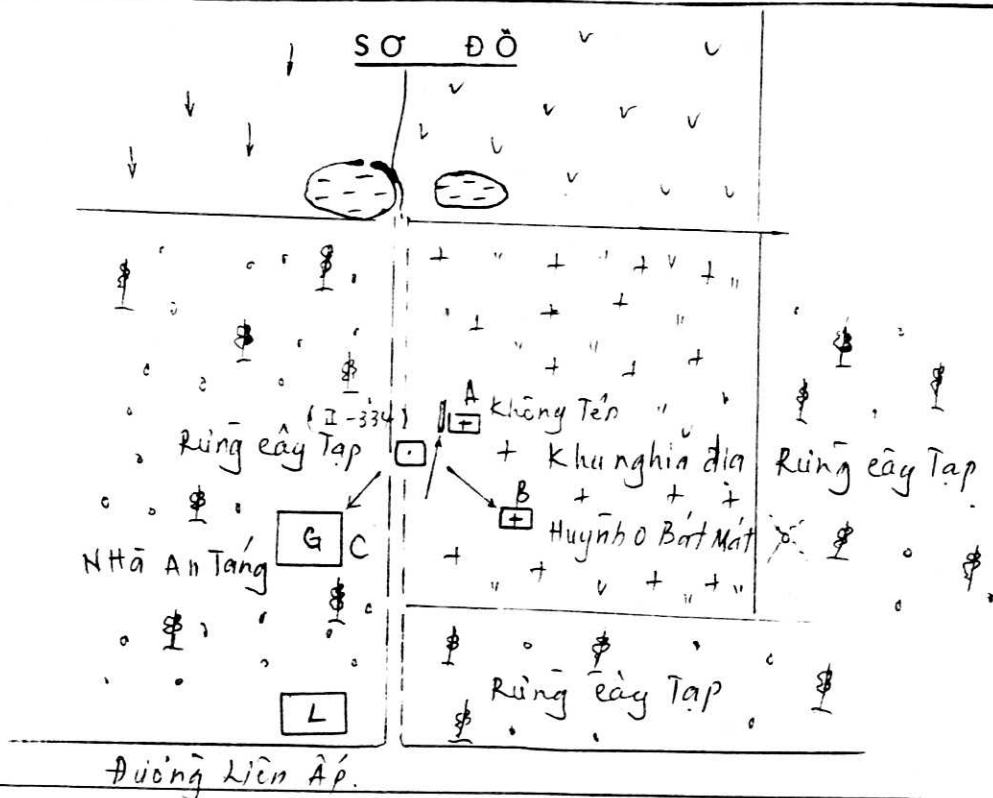 SƠ ĐỒ
A
Không Tên
(II-334)
Rừng cây Tạp
Khu nghĩa địa
Rừng cây Tạp
B
G
C
Huỳnh O Bát Mát
NHà An Táng
Rừng cây Tạp
L
Đường Liên Ấp.